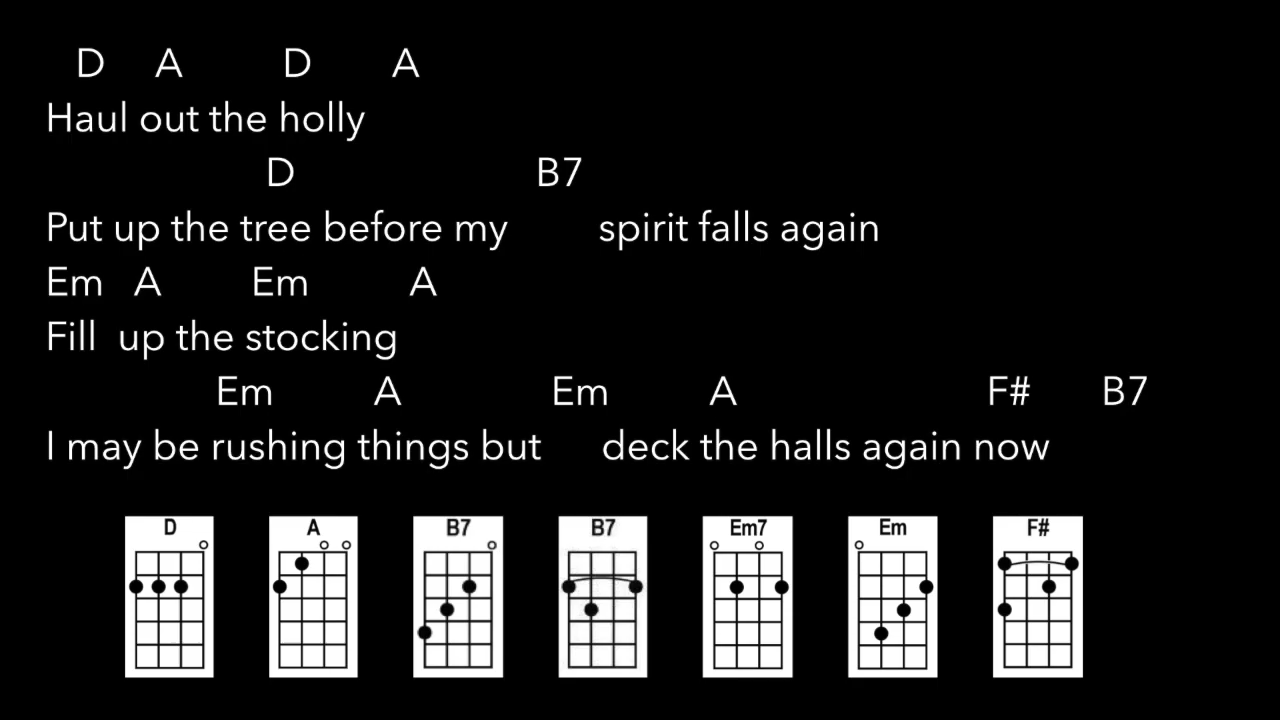 D A D A
Haul out the holly
D B7
Put up the tree before my spirit falls again
Em A Em A
Fill up the stocking
Em A Em A F# B7
I may be rushing things but deck the halls again now
D A B7 B7 Em7 Em F#